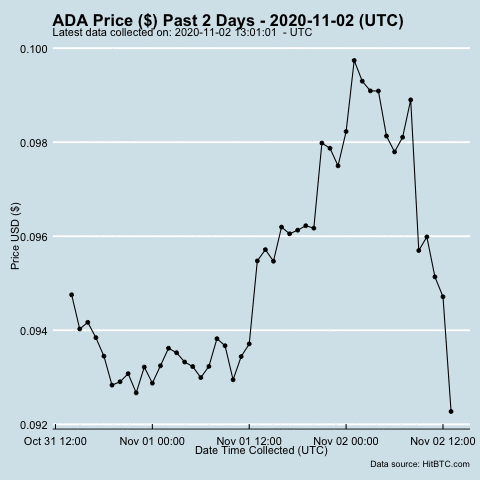 ADA Price ($) Past 2 Days - 2020-11-02 (UTC)
Latest data collected on: 2020-11-02 13:01:01 - UTC
0.100
0.098
0.096
0.094
0.092
Price USD ($)
Oct 31 12:00 Nov 01 00:00 Nov 01 12:00 Nov 02 00:00 Nov 02 12:00
Date Time Collected (UTC)
Data source: HitBTC.com